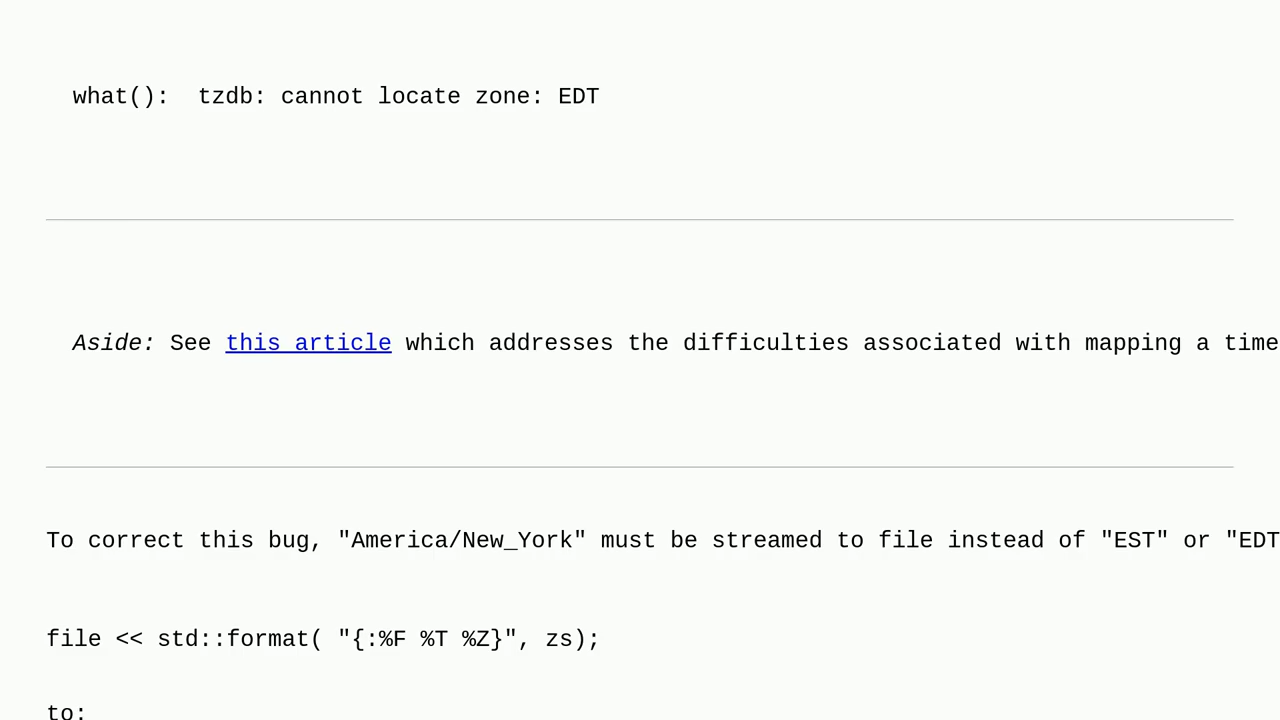 what():  tzdb: cannot locate zone: EDT
Aside: See this article which addresses the difficulties associated with mapping a time
To correct this bug, "America/New_York" must be streamed to file instead of "EST" or "EDT
file << std::format( "{:%F %T %Z}", zs);
to: